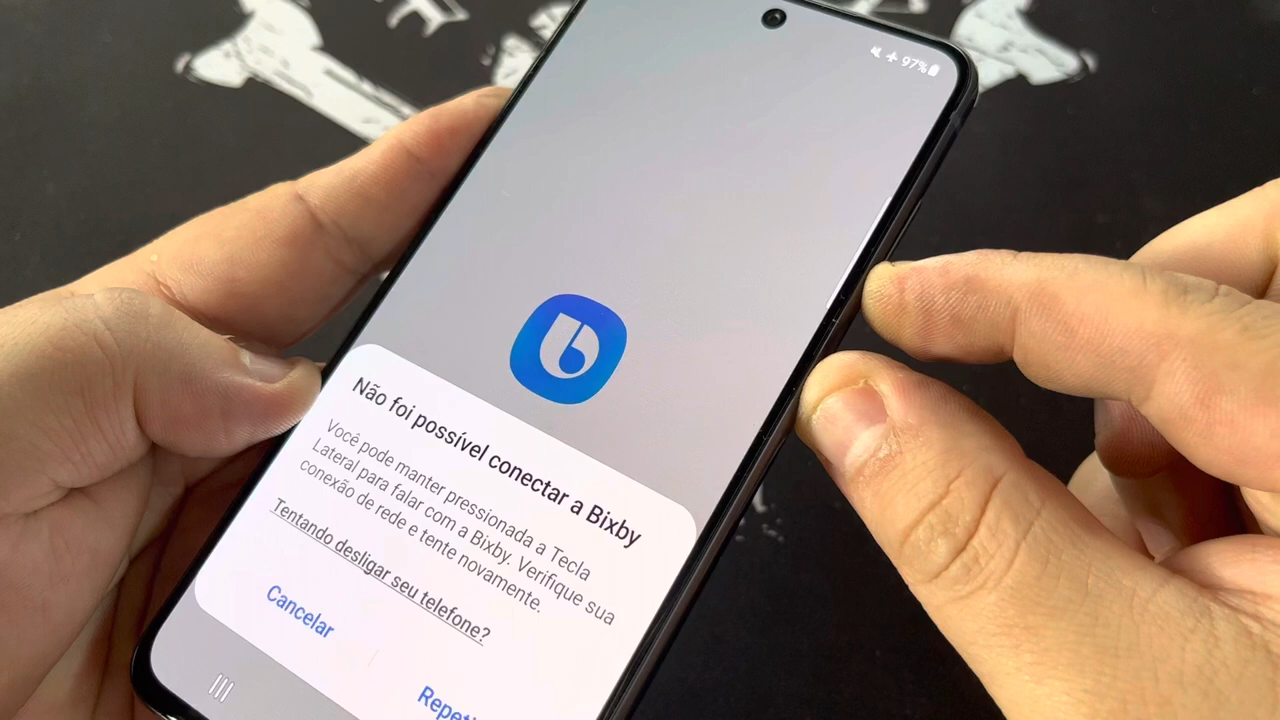 97%
Não foi possível conectar a Bixby
Você pode manter pressionada a Tecla
Lateral para falar com a Bixby. Verifique sua
conexão de rede e tente novamente.
Tentando desligar seu telefone?
Cancelar